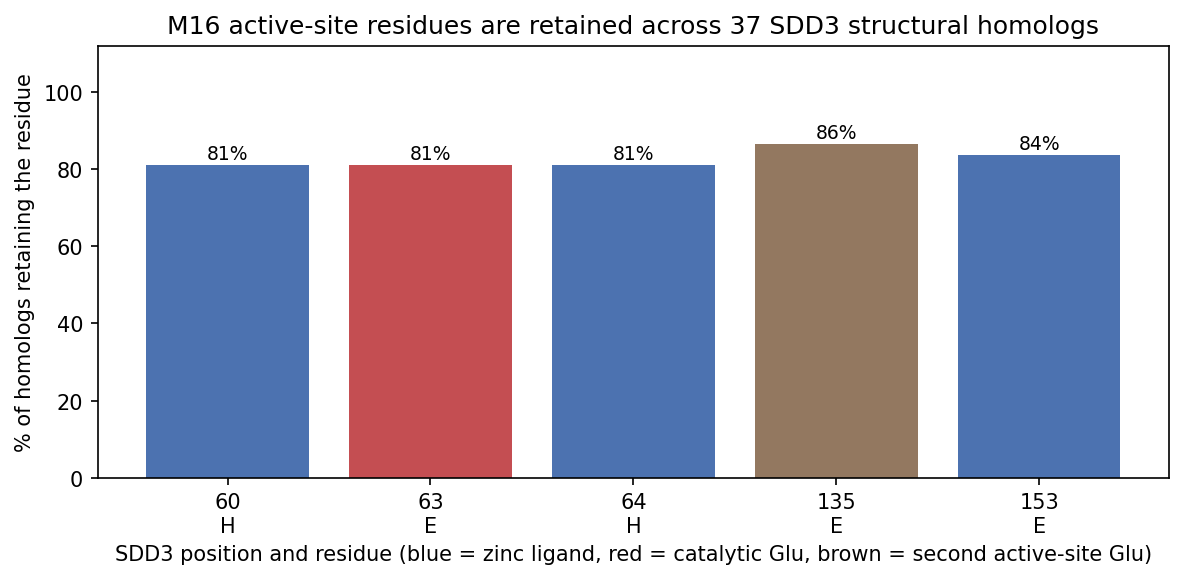 M16 active-site residues are retained across 37 SDD3 structural homologs
% of homologs retaining the residue
100
80
60
40
20
0
81%
81%
81%
86%
84%
60 63 64 135 153
H E H E E
SDD3 position and residue (blue = zinc ligand, red = catalytic Glu, brown = second active-site Glu)